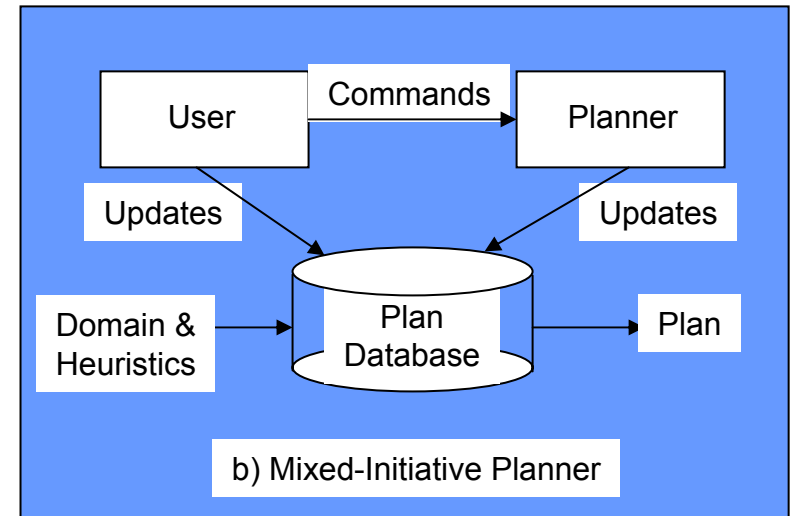 Commands
User
Planner
Updates
Updates
Domain &
Heuristics
Plan
Database
Plan
b) Mixed-Initiative Planner